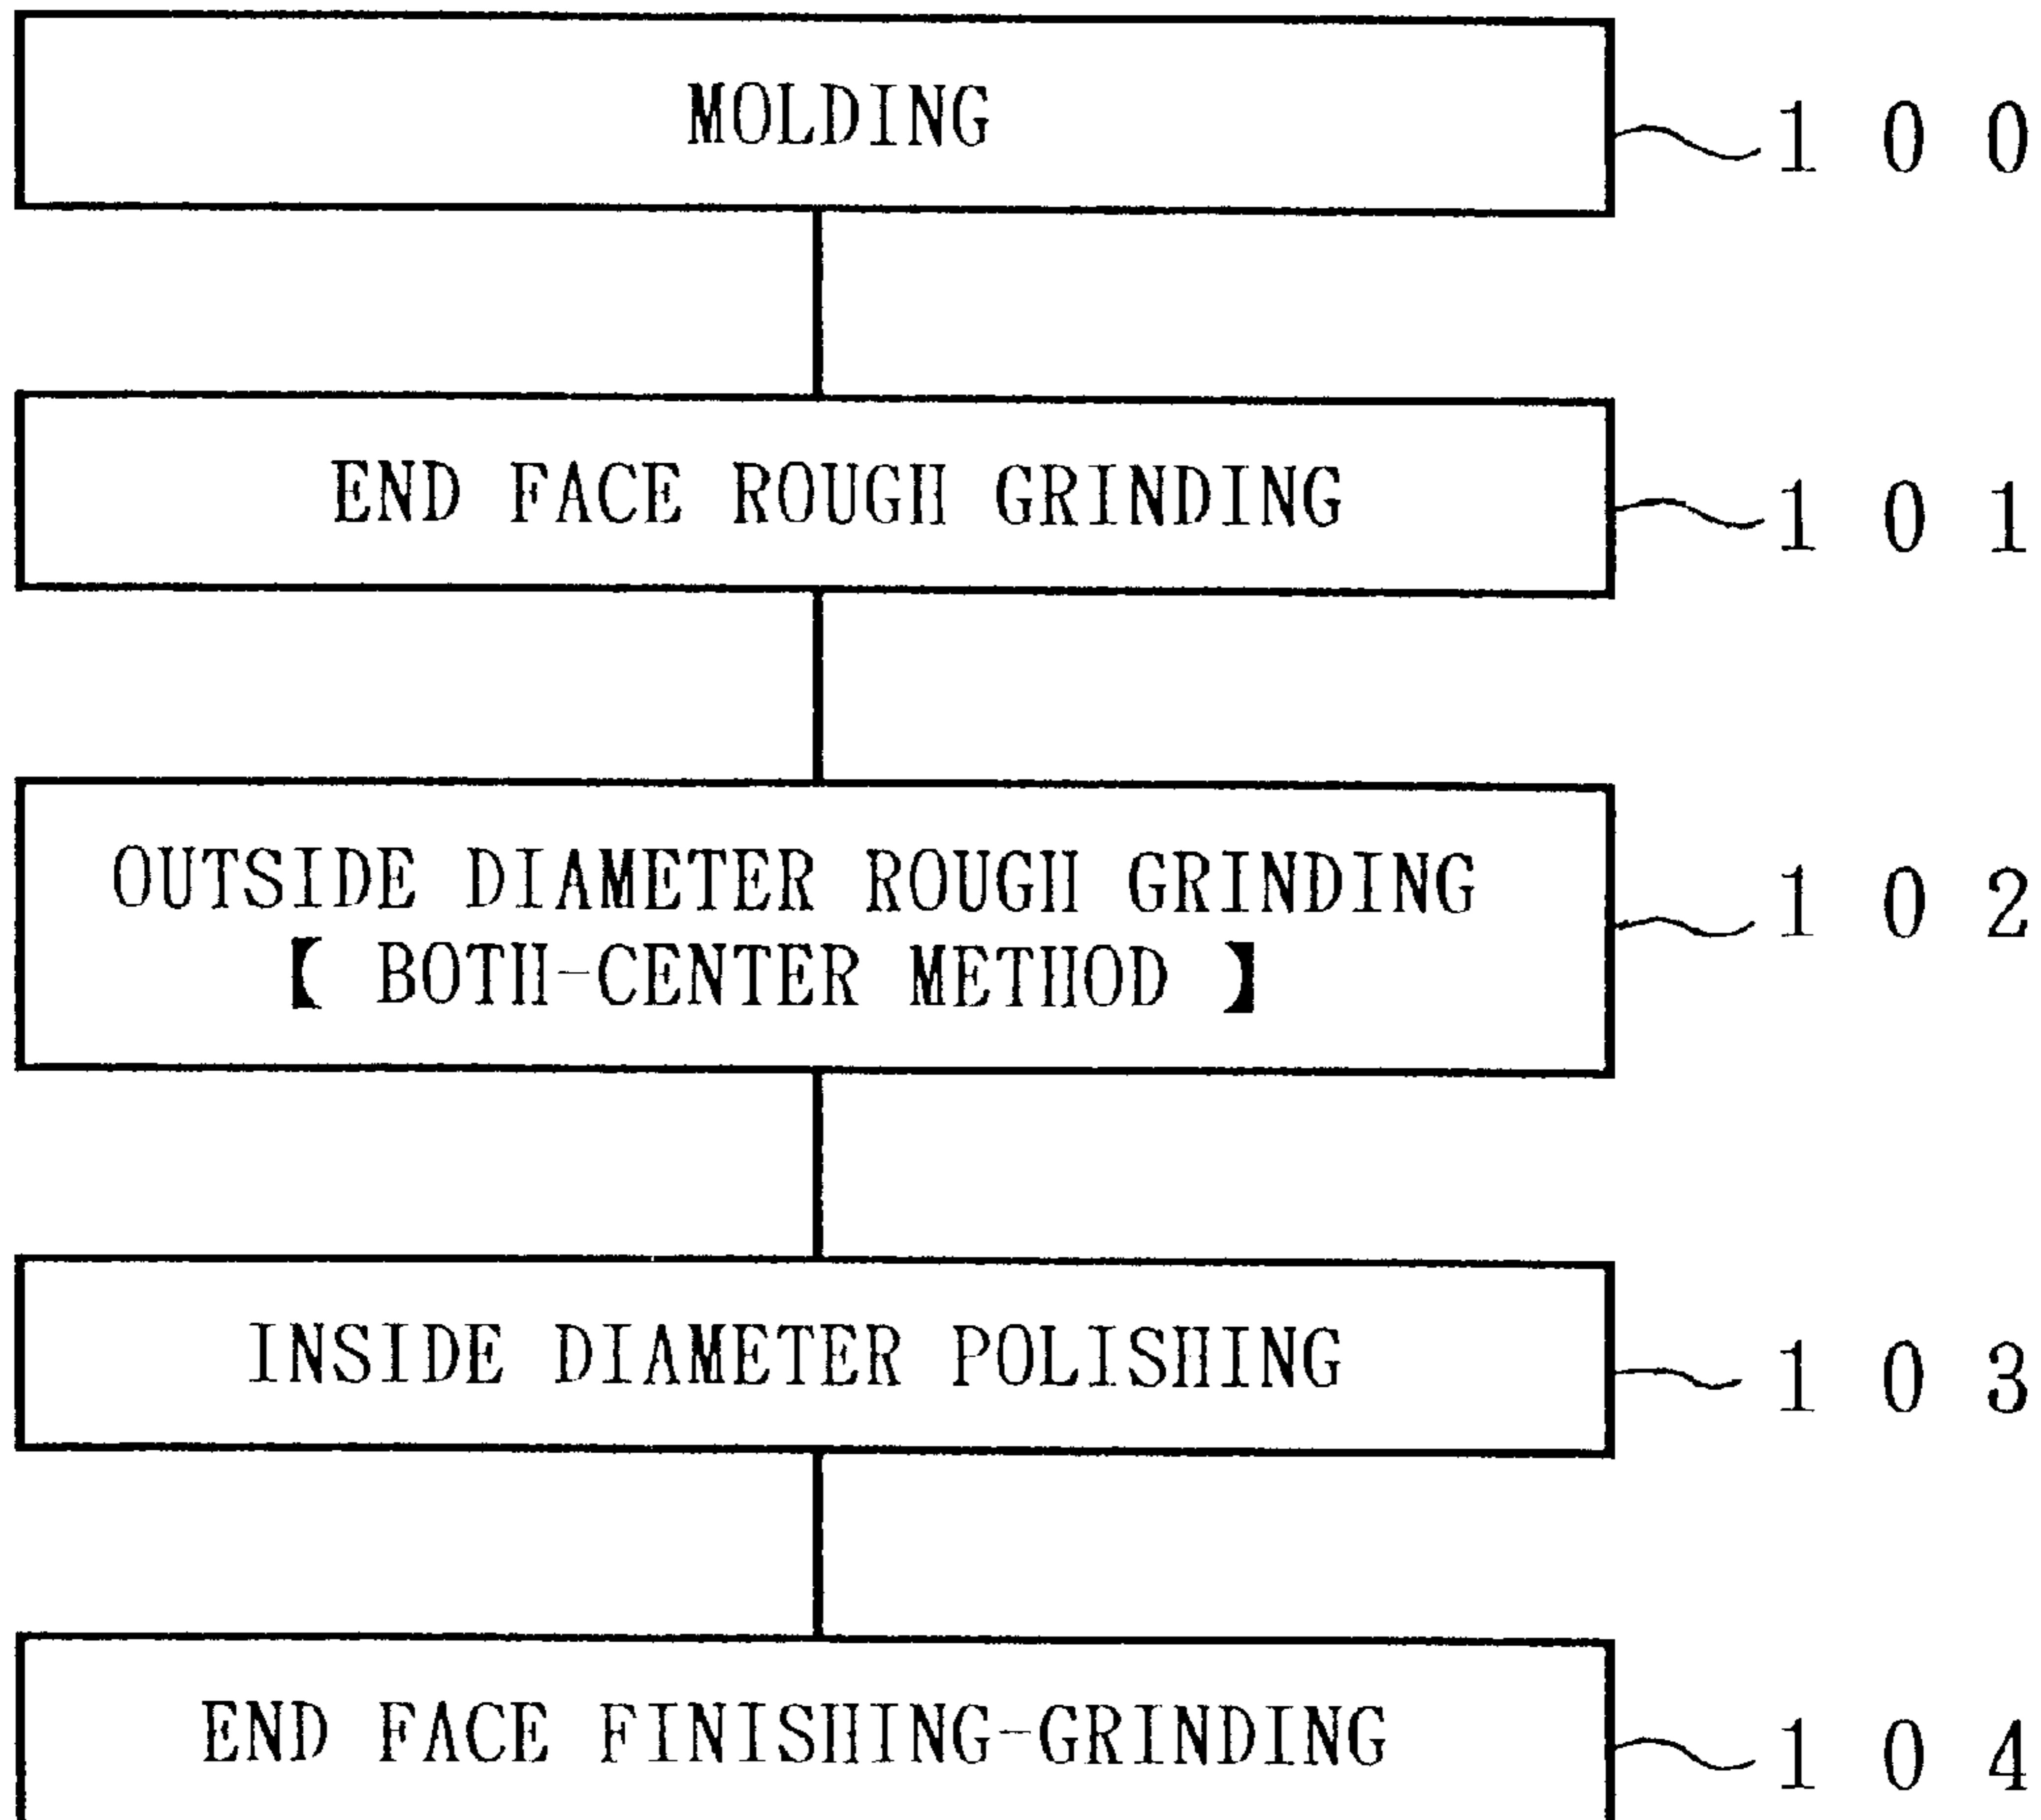 MOLDING
100
END FACE ROUGH GRINDING
101
OUTSIDE DIAMETER ROUGH GRINDING
【 BOTH-CENTER METHOD 】
102
INSIDE DIAMETER POLISHING
103
END FACE FINISHING-GRINDING
104